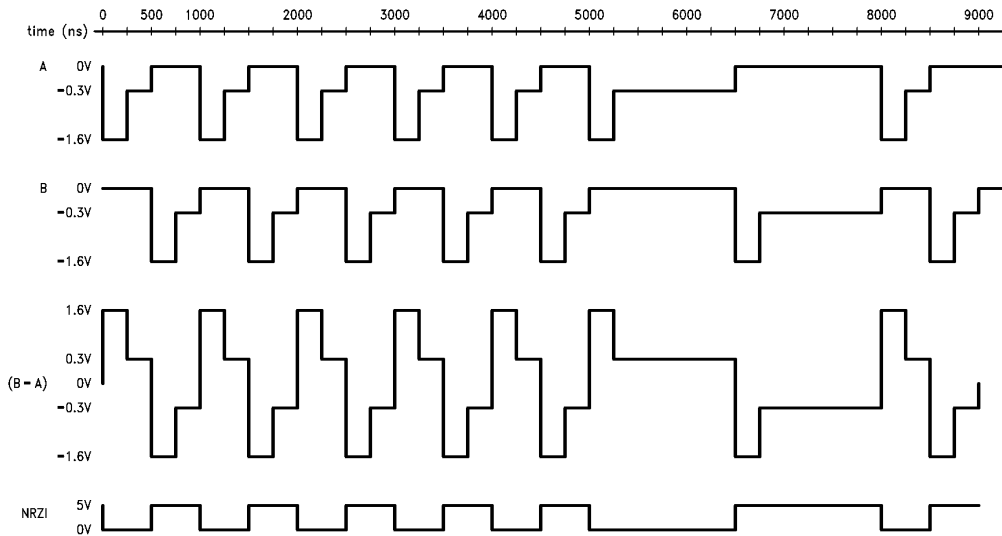 0 500 1000 2000 3000 4000 5000 6000 7000 8000 9000
time (ns)
A 0V
−0.3V
−1.6V
B 0V
−0.3V
−1.6V
1.6V
0.3V
(B − A) 0V
−0.3V
−1.6V
NRZI 5V
0V